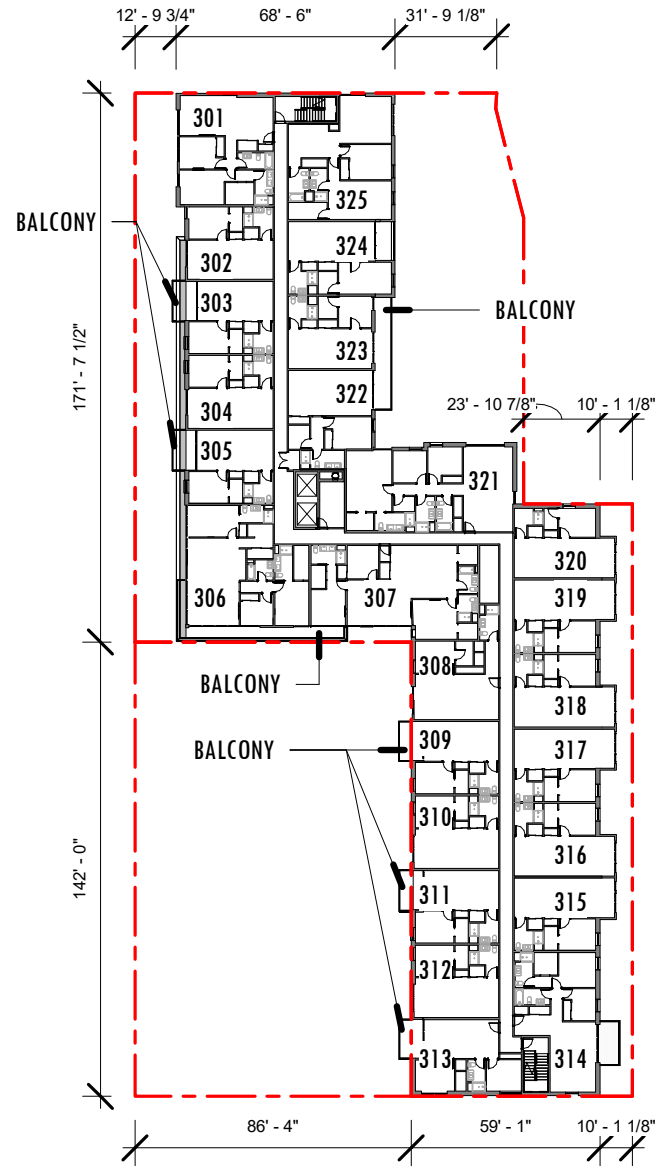 12' - 9 3/4"
68' - 6"
31' - 9 1/8"
301
325
BALCONY
324
302
303
BALCONY
323
171' - 7 1/2"
322
304
23' - 10 7/8"
10' - 1 1/8"
305
321
320
319
306
307
308
BALCONY
318
309
317
BALCONY
310
316
142' - 0"
311
315
312
313
314
86' - 4"
59' - 1"
10' - 1 1/8"